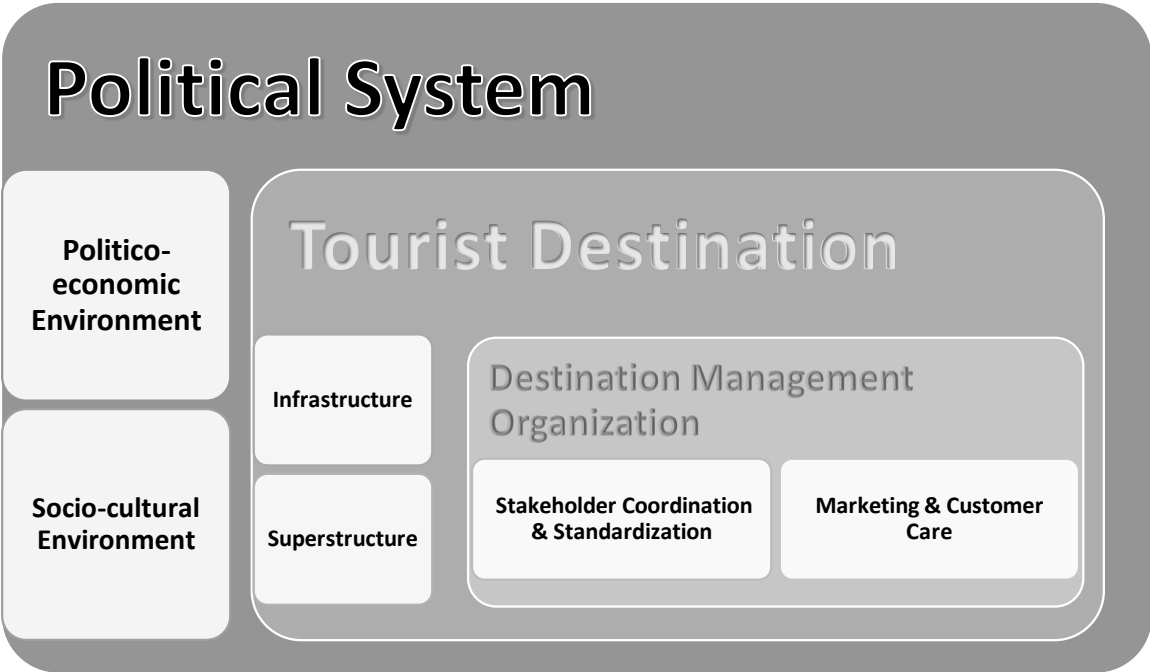 Political System
Politico-
economic
Environment
Socio-cultural
Environment
Tourist Destination
Infrastructure
Superstructure
Destination Management
Organization
Stakeholder Coordination
& Standardization
Marketing & Customer
Care